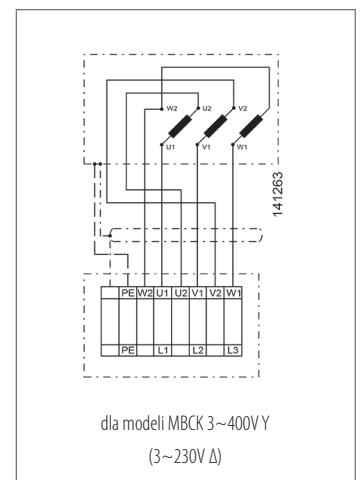 W2 U2 V2
U1 V1 W1
141263
PE W2 U1 U2 V1 V2 W1
PE L1 L2 L3
dla modeli MBCK 3~400V Y
(3~230V Δ)